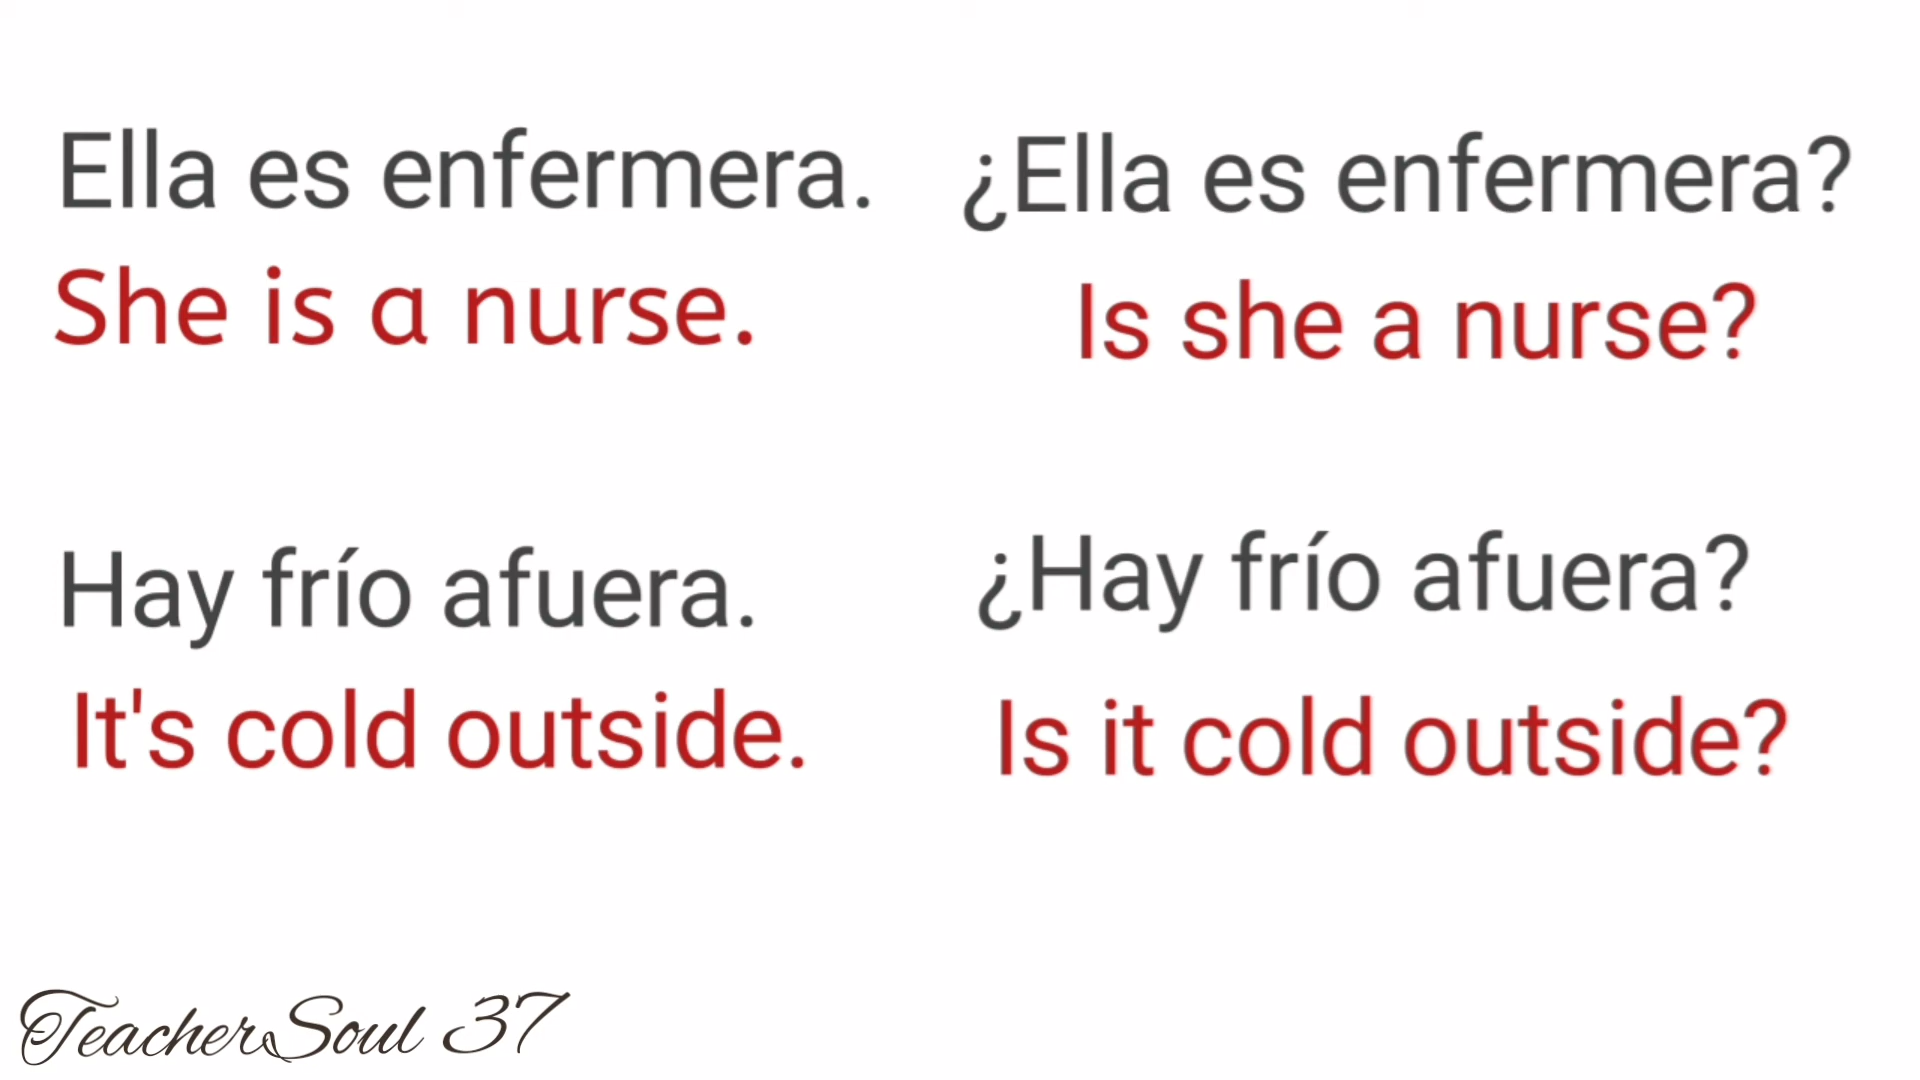 Ella es enfermera.
She is a nurse.
¿Ella es enfermera?
Is she a nurse?
Hay frío afuera.
It's cold outside.
¿Hay frío afuera?
Is it cold outside?
TeacherSoul 37